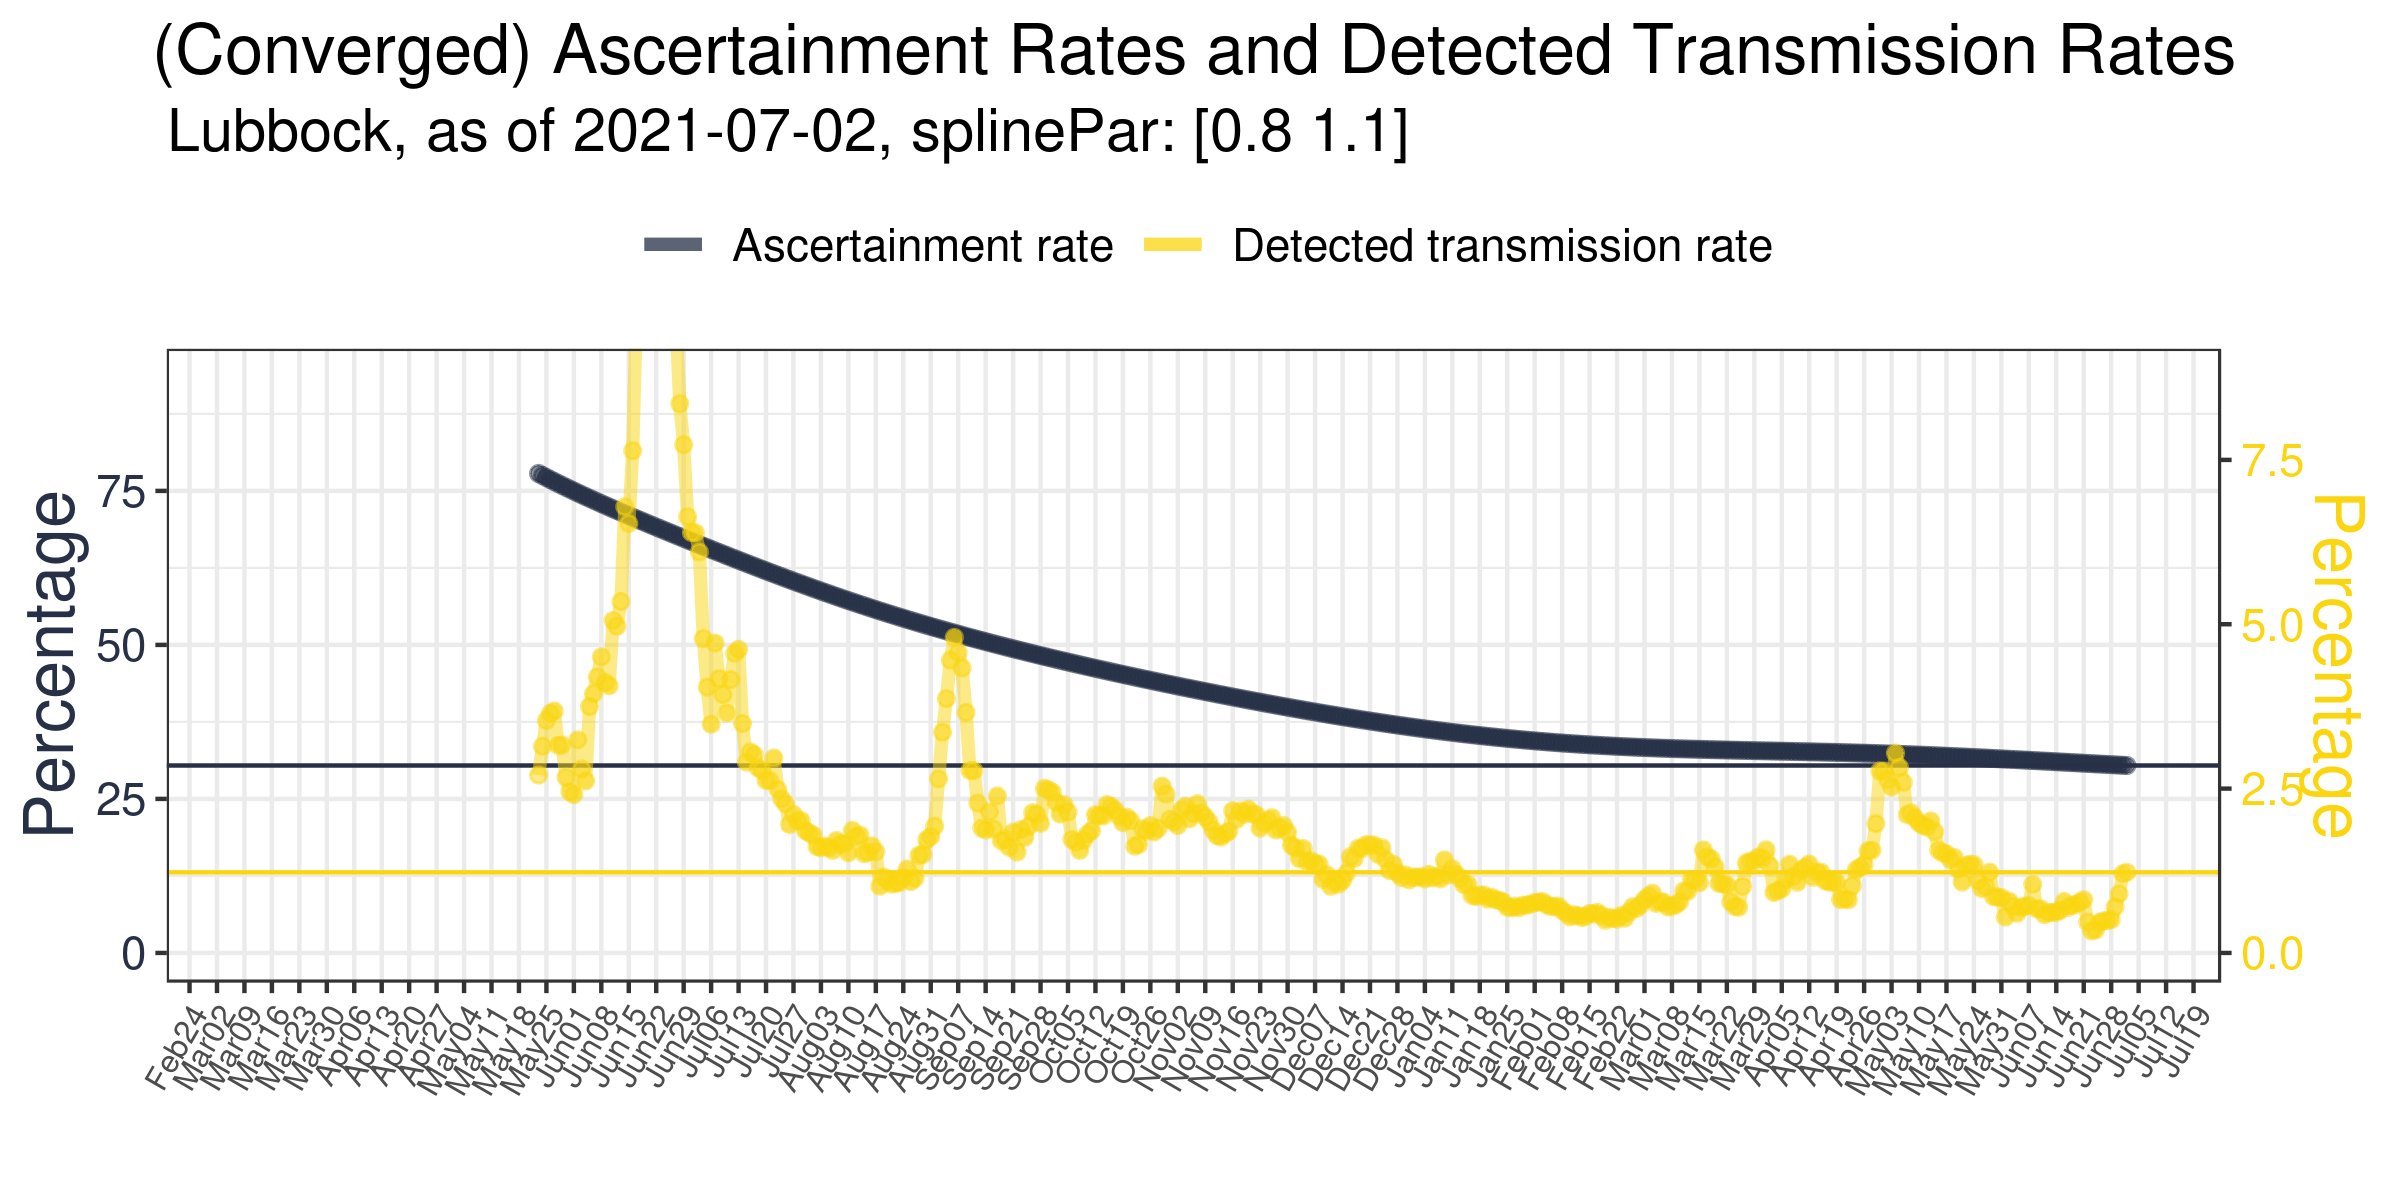 (Converged) Ascertainment Rates and Detected Transmission Rates
Lubbock, as of 2021-07-02, splinePar: [0.8 1.1]
Ascertainment rate
Detected transmission rate
Percentage
75
50
25
0
7.5
5.0
2.5
0.0
Percentage
Feb24
Mar02
Mar09
Mar16
Mar23
Mar30
Apr06
Apr13
Apr20
Apr27
May04
May11
May18
May25
Jun01
Jun08
Jun15
Jun22
Jun29
Jul06
Jul13
Jul20
Jul27
Aug03
Aug10
Aug17
Aug24
Aug31
Sep07
Sep14
Sep21
Sep28
Oct05
Oct12
Oct19
Oct26
Nov02
Nov09
Nov16
Nov23
Nov30
Dec07
Dec14
Dec21
Dec28
Jan04
Jan11
Jan18
Jan25
Feb01
Feb08
Feb15
Feb22
Mar01
Mar08
Mar15
Mar22
Mar29
Apr05
Apr12
Apr19
Apr26
May03
May10
May17
May24
May31
Jun07
Jun14
Jun21
Jun28
Jul05
Jul12
Jul19